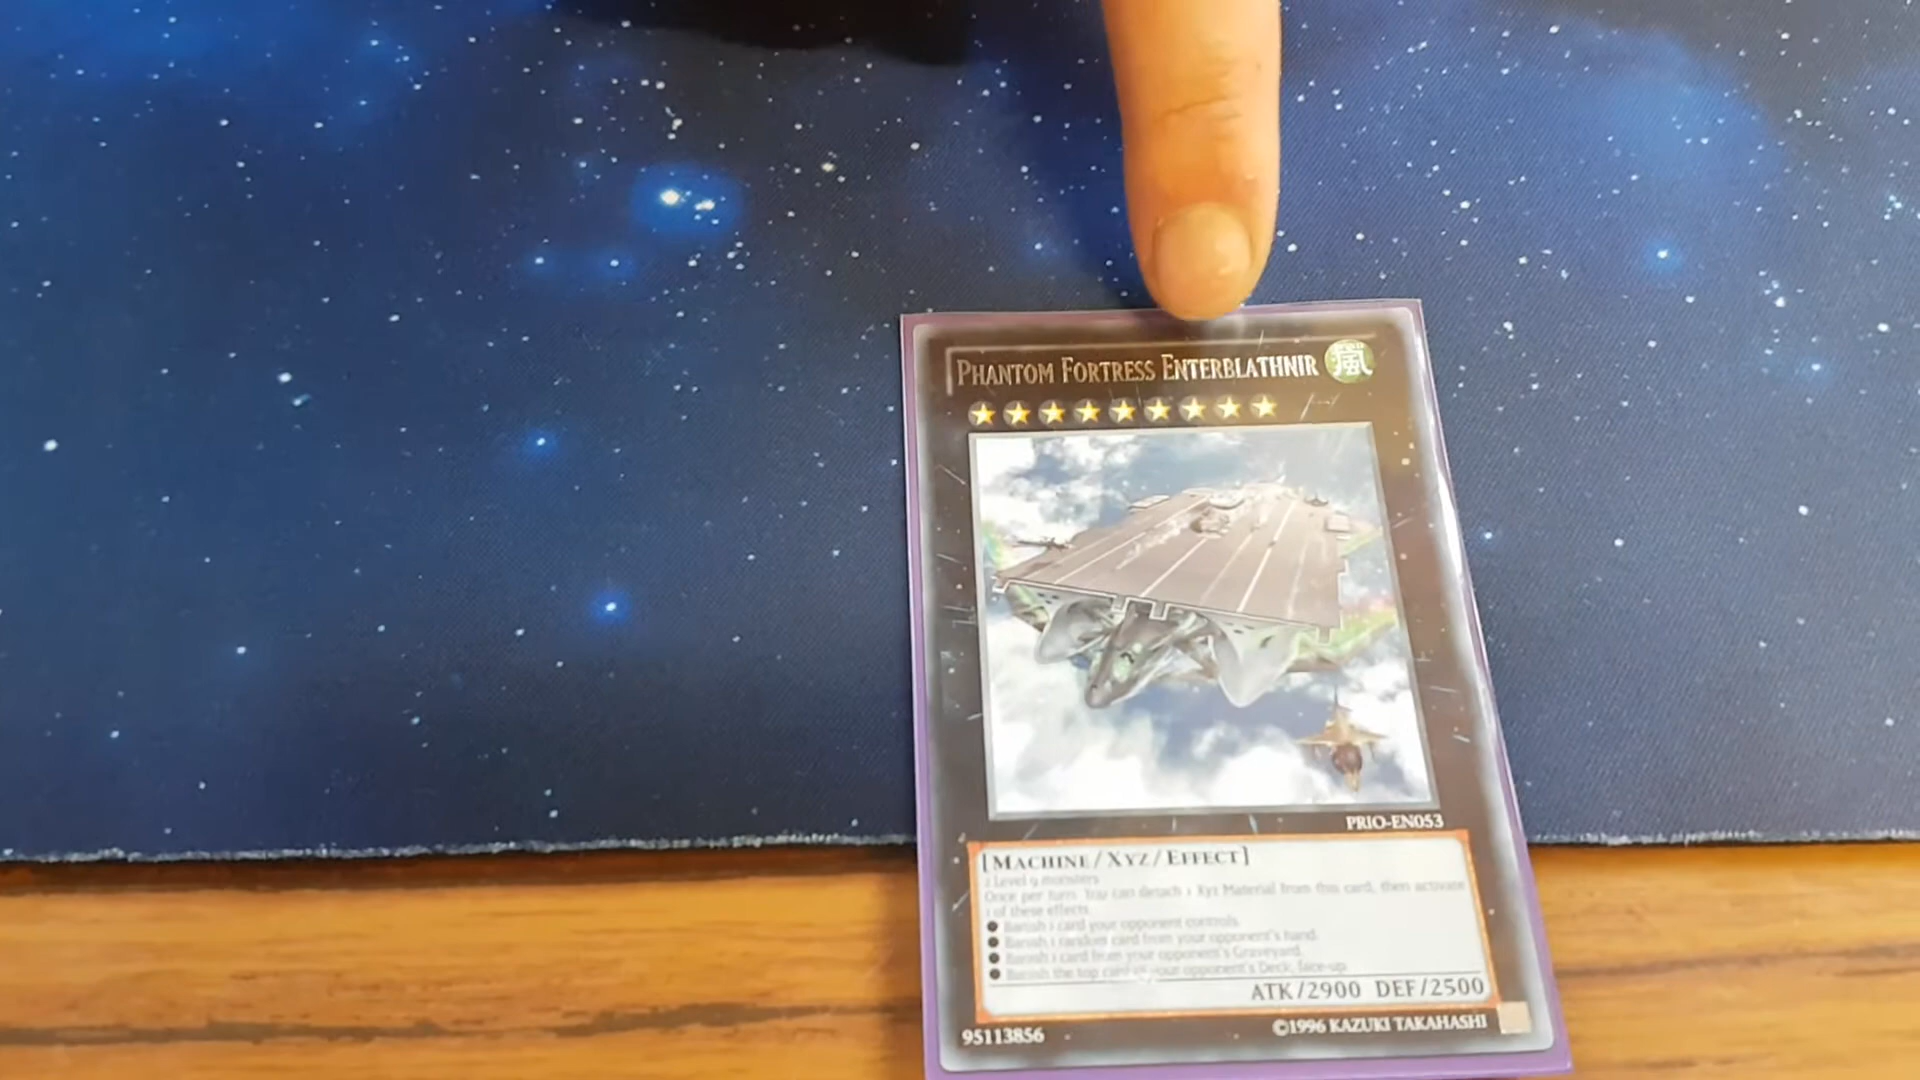 PHANTOM FORTRESS ENTERBLATHNIR 風
PRIO-EN053
[MACHINE/XYZ/EFFECT]
2 Level 9 monsters
Once per turn: You can detach 1 Xyz Material from this card, then activate
1 of these effects.
● Banish 1 card your opponent controls.
● Banish 1 random card from your opponent's hand.
● Banish 1 card from your opponent's Graveyard.
● Banish the top card of your opponent's Deck, face-up.
ATK/2900 DEF/2500
95113856 ©1996 KAZUKI TAKAHASHI